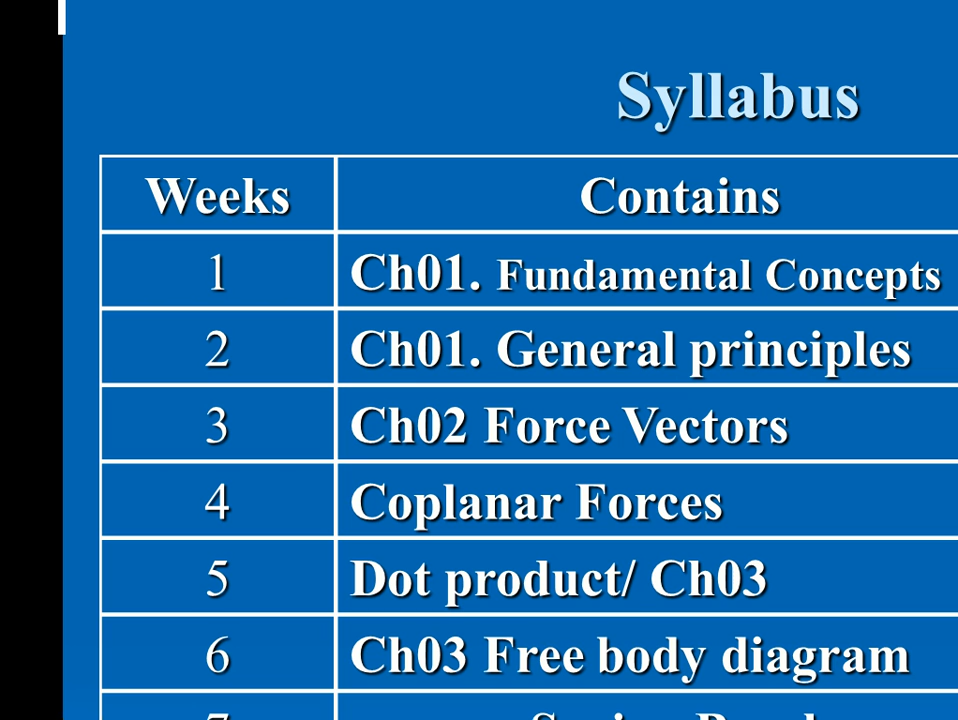 Syllabus
Weeks Contains
1 Ch01. Fundamental Concepts
2 Ch01. General principles
3 Ch02 Force Vectors
4 Coplanar Forces
5 Dot product/ Ch03
6 Ch03 Free body diagram
7